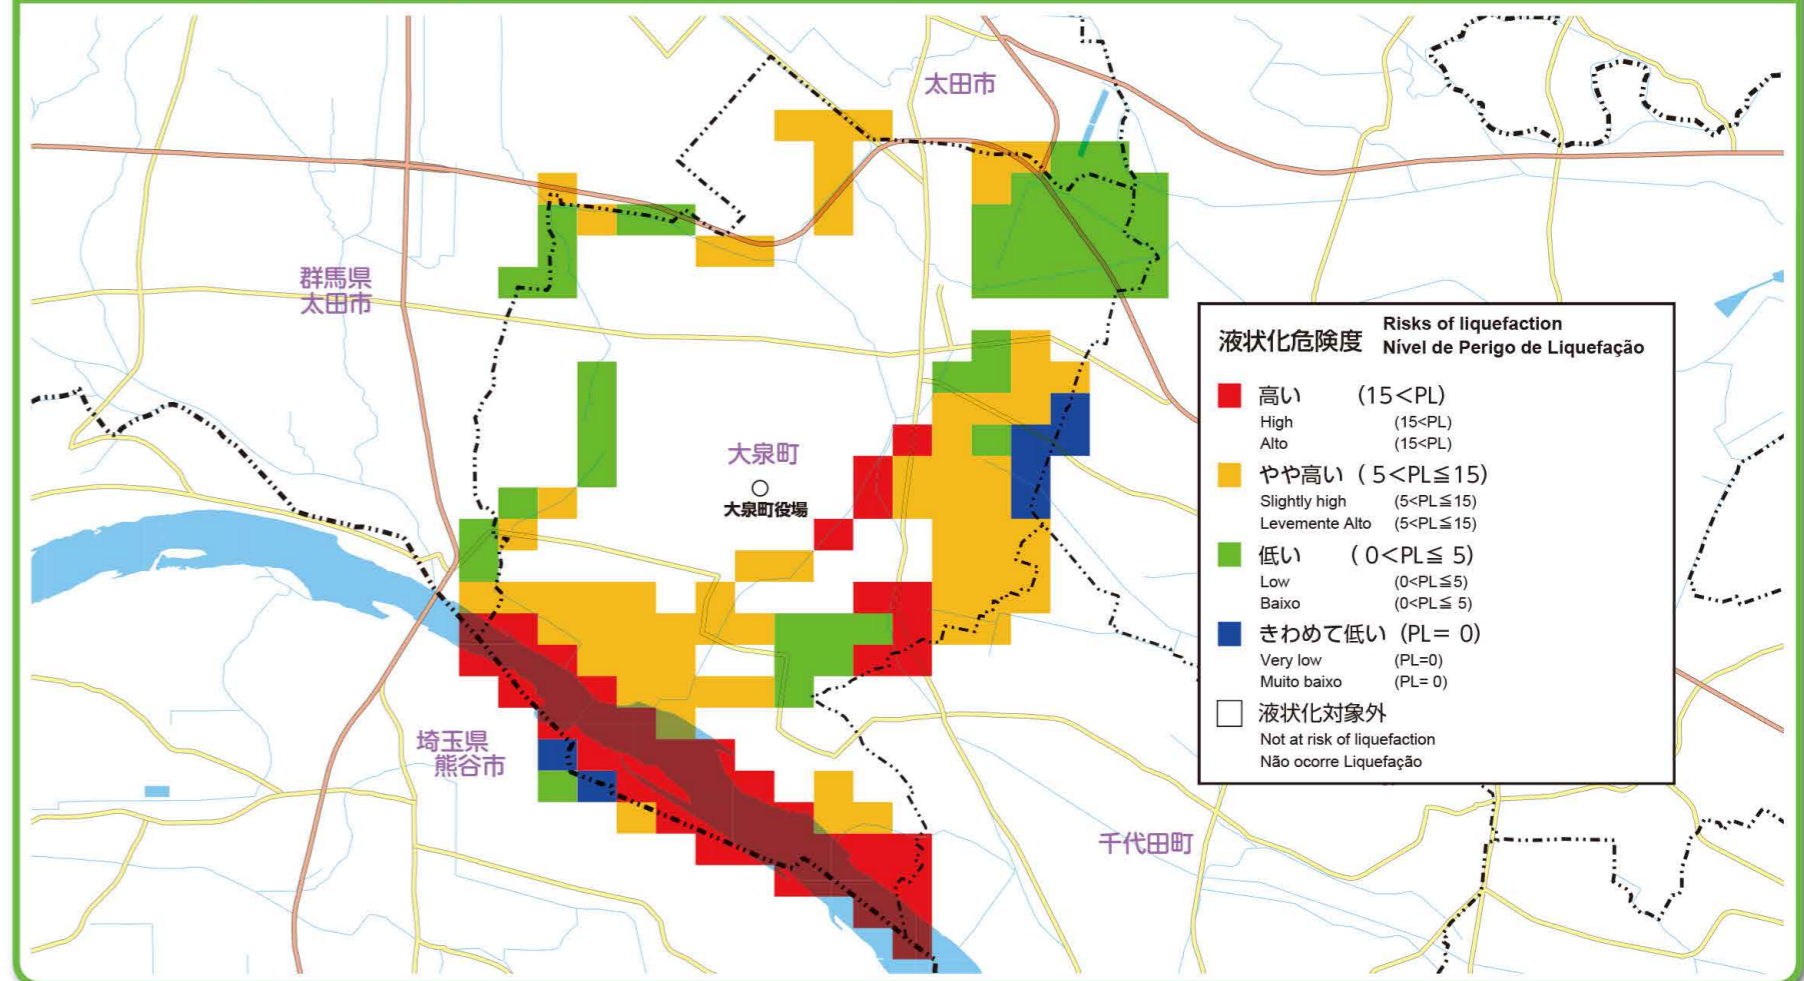 太田市
群馬県
太田市
大泉町
大泉町役場
埼玉県
熊谷市
千代田町
液状化危険度
Risks of liquefaction
Nível de Perigo de Liquefação
高い (15<PL)
High (15<PL)
Alto (15<PL)
やや高い ( 5<PL≦15)
Slightly high (5<PL≦15)
Levemente Alto (5<PL≦15)
低い ( 0<PL≦ 5)
Low (0<PL≦5)
Baixo (0<PL≦ 5)
きわめて低い (PL= 0)
Very low (PL=0)
Muito baixo (PL= 0)
液状化対象外
Not at risk of liquefaction
Não ocorre Liquefação